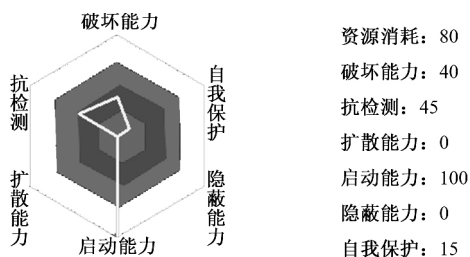 破坏能力
抗检测
自我保护
扩散能力
隐蔽能力
启动能力
资源消耗：80
破坏能力：40
抗检测：45
扩散能力：0
启动能力：100
隐蔽能力：0
自我保护：15